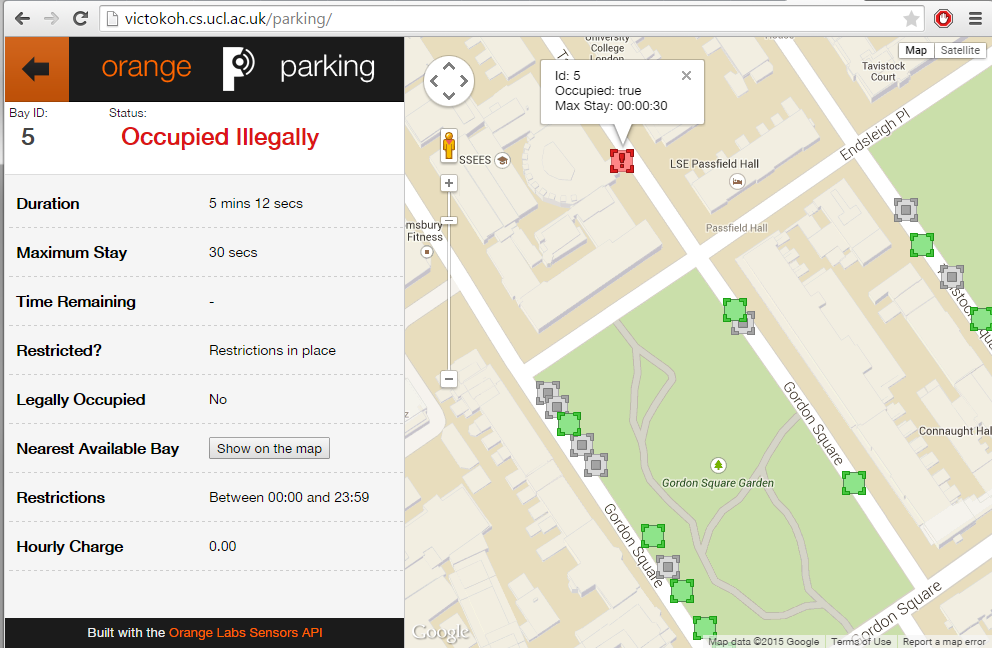 victokoh.cs.ucl.ac.uk/parking/
orange P parking
Bay ID:
5
Status:
Occupied Illegally
Duration 5 mins 12 secs
Maximum Stay 30 secs
Time Remaining -
Restricted? Restrictions in place
Legally Occupied No
Nearest Available Bay Show on the map
Restrictions Between 00:00 and 23:59
Hourly Charge 0.00
Built with the Orange Labs Sensors API
University
College
London
Map Satellite
Tavistock
Court
Id: 5
Occupied: true
Max Stay: 00:00:30
Endsleigh Pl
SSEES
LSE Passfield Hall
Passfield Hall
msbury
Fitness
Gordon Square
Connaught Hal
Gordon Square Garden
Gordon Square
Gordon Square
Google
Map data ©2015 Google Terms of Use Report a map error